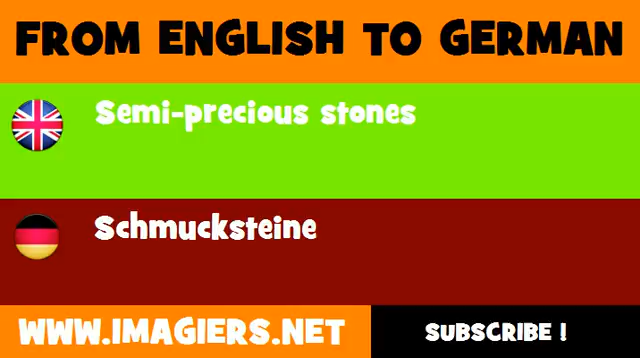 FROM ENGLISH TO GERMAN
Semi-precious stones
Schmucksteine
WWW.IMAGIERS.NET
SUBSCRIBE !